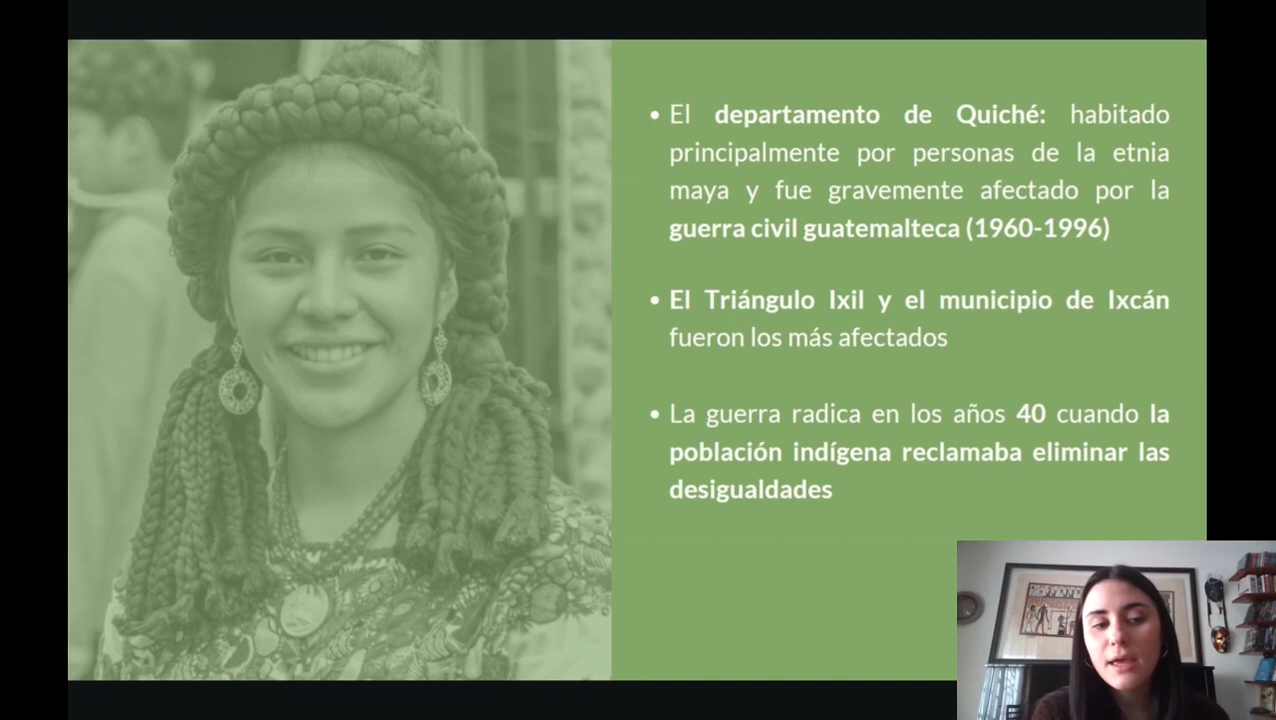 • El departamento de Quiché: habitado
principalmente por personas de la etnia
maya y fue gravemente afectado por la
guerra civil guatemalteca (1960-1996)
• El Triángulo Ixil y el municipio de Ixcán
fueron los más afectados
• La guerra radica en los años 40 cuando la
población indígena reclamaba eliminar las
desigualdades